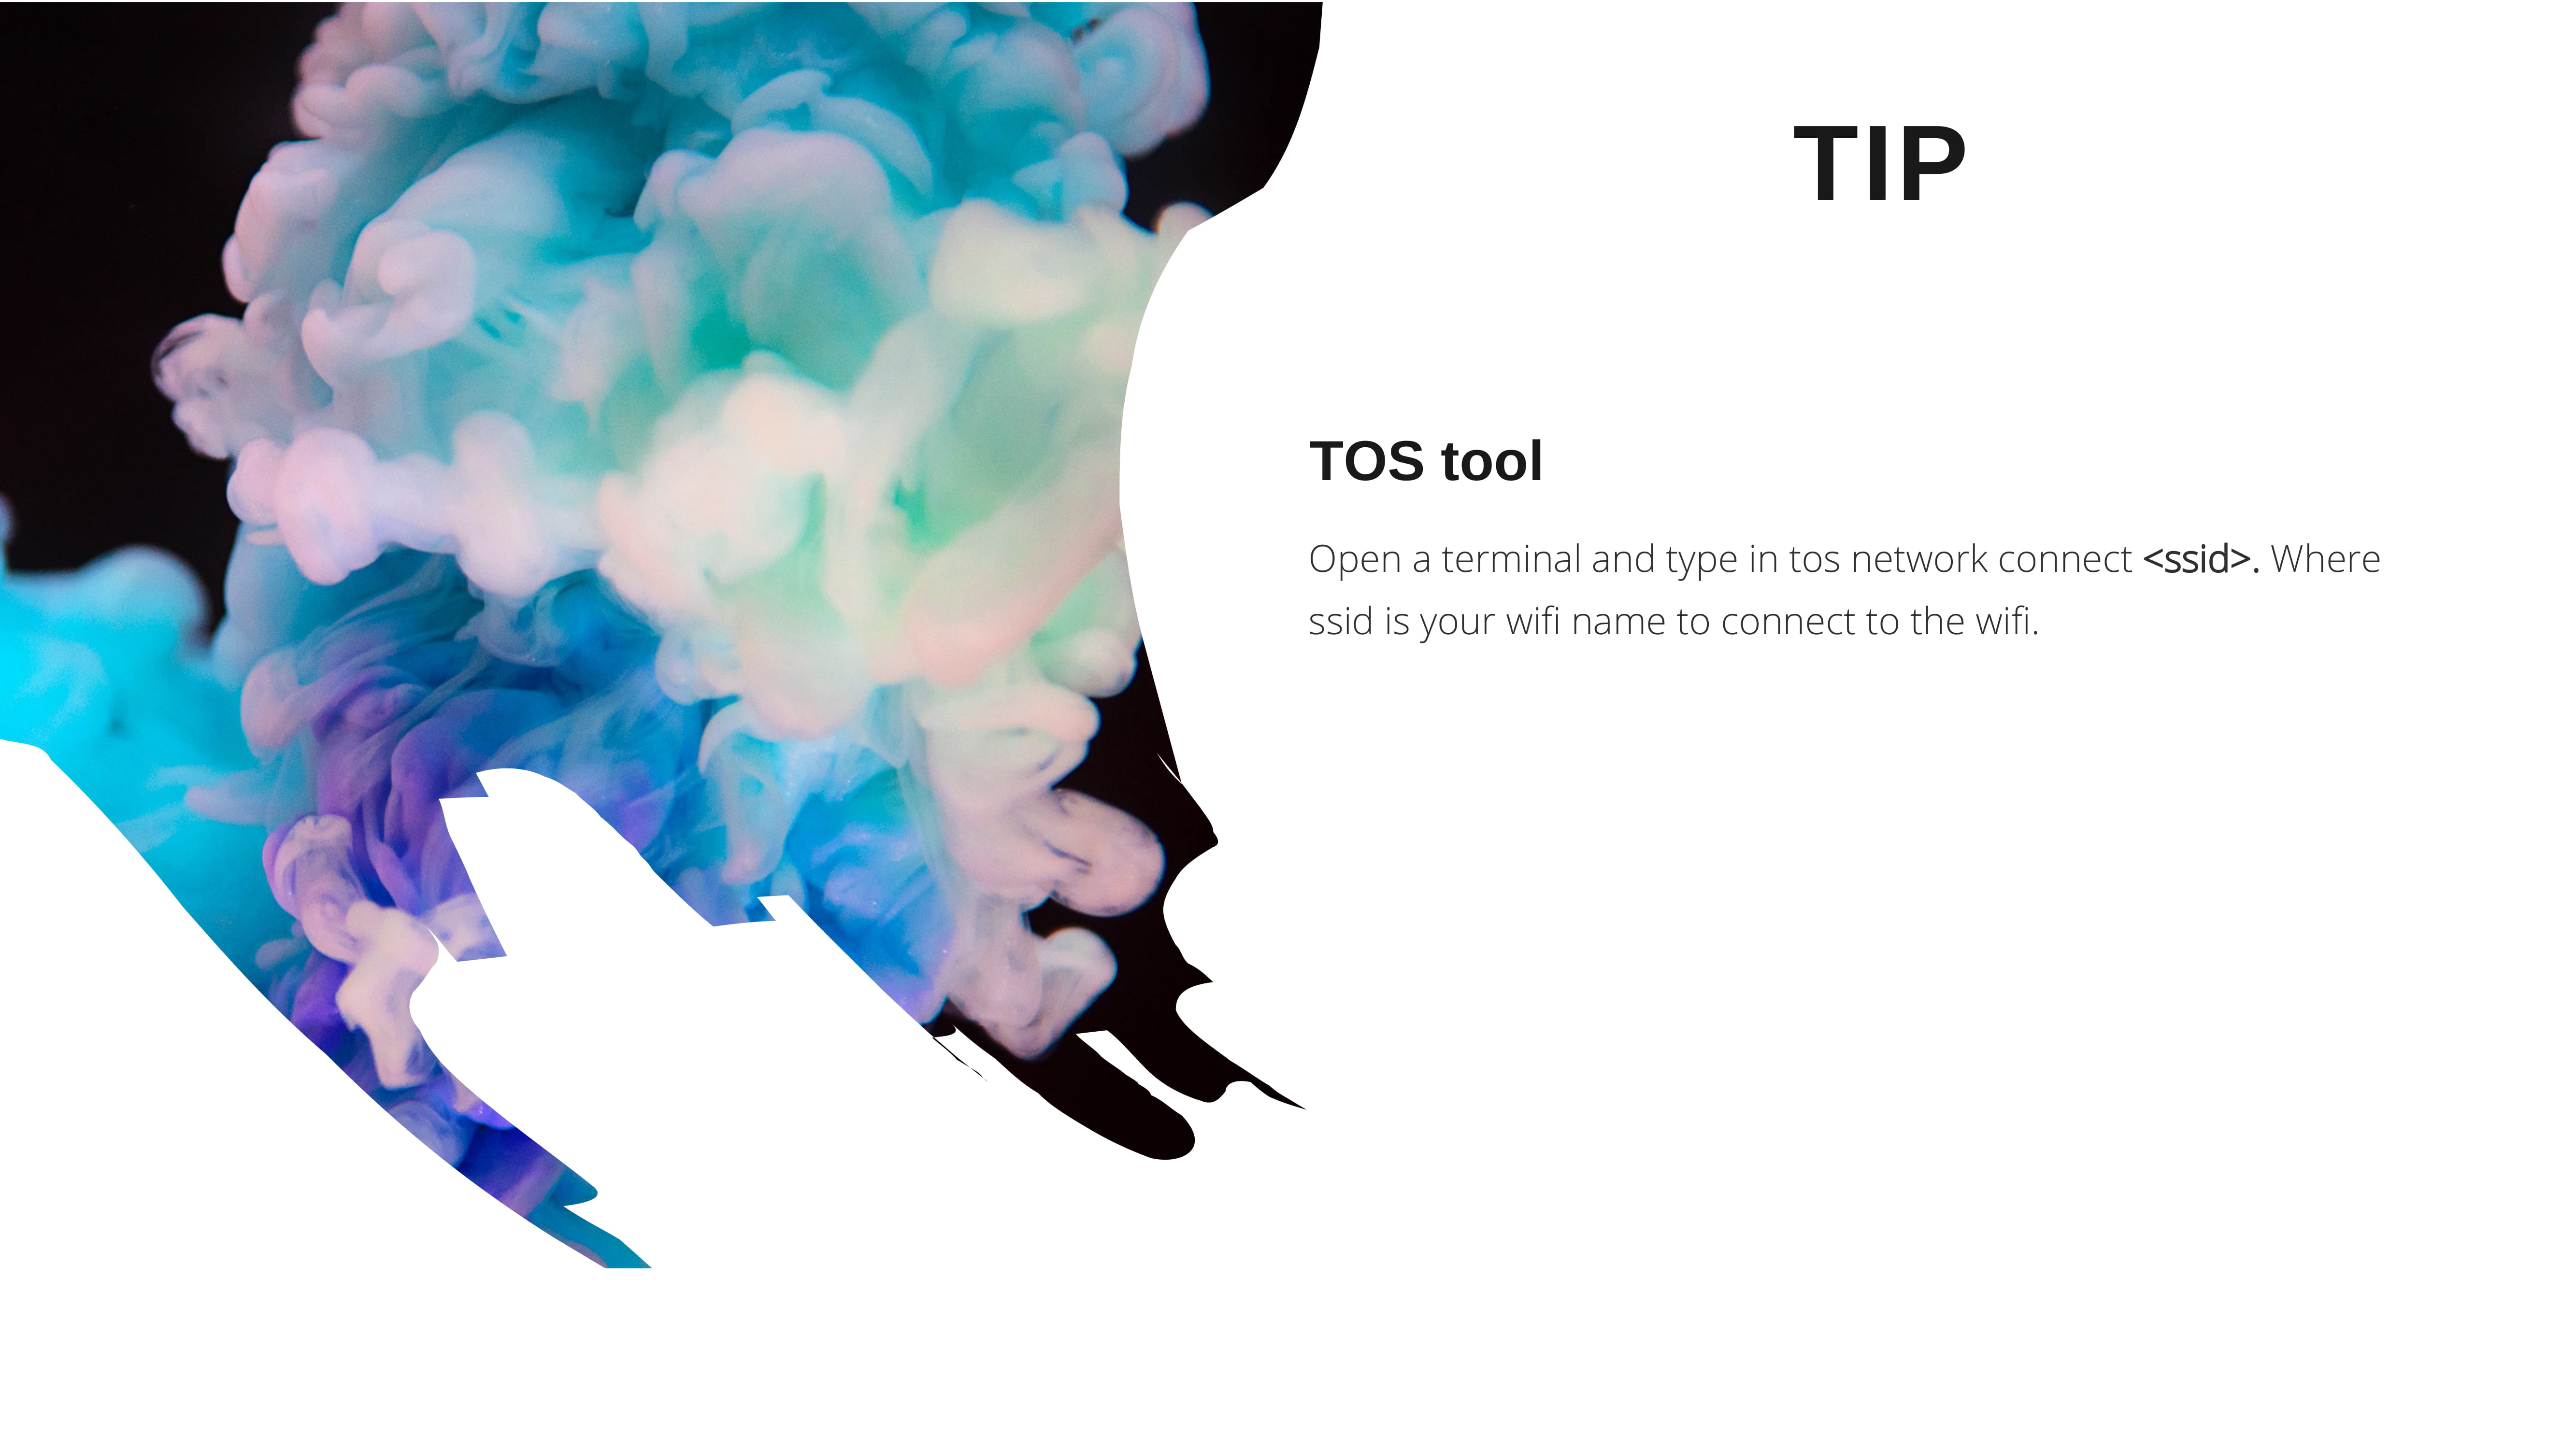 TIP
TOS tool
Open a terminal and type in tos network connect <ssid>. Where
ssid is your wifi name to connect to the wifi.